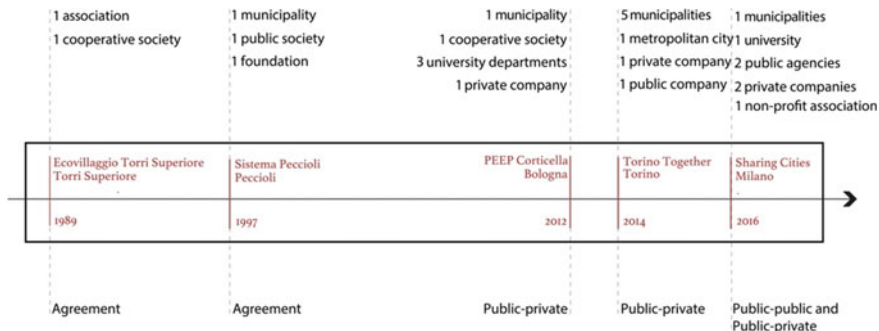 1 association
1 cooperative society
1 municipality
1 public society
1 foundation
1 municipality
1 cooperative society
3 university departments
1 private company
5 municipalities
1 metropolitan city
1 private company
1 public company
1 municipalities
1 university
2 public agencies
2 private companies
1 non-profit association
Ecovillaggio Torri Superiore
Torri Superiore
Sistema Peccioli
Peccioli
PEEP Corticella
Bologna
Torino Together
Torino
Sharing Cities
Milano
1989
1997
2012
2014
2016
Agreement
Agreement
Public-private
Public-private
Public-public and
Public-private